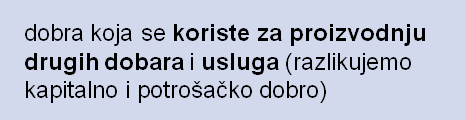 dobra koja se koriste za proizvodnju
drugih dobara i usluga (razlikujemo
kapitalno i potrošačko dobro)